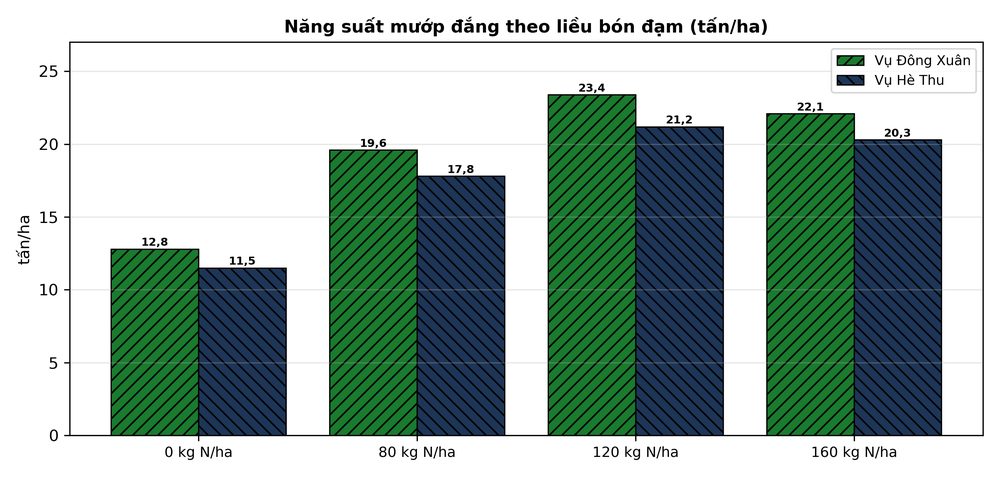 Năng suất mướp đắng theo liều bón đạm (tấn/ha)
Vụ Đông Xuân
Vụ Hè Thu
tấn/ha
25
20
15
10
5
0
12,8
11,5
19,6
17,8
23,4
21,2
22,1
20,3
0 kg N/ha
80 kg N/ha
120 kg N/ha
160 kg N/ha